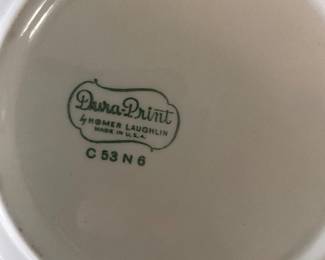 Dura-Print
by HOMER LAUGHLIN
MADE IN U.S.A.
C 53 N 6